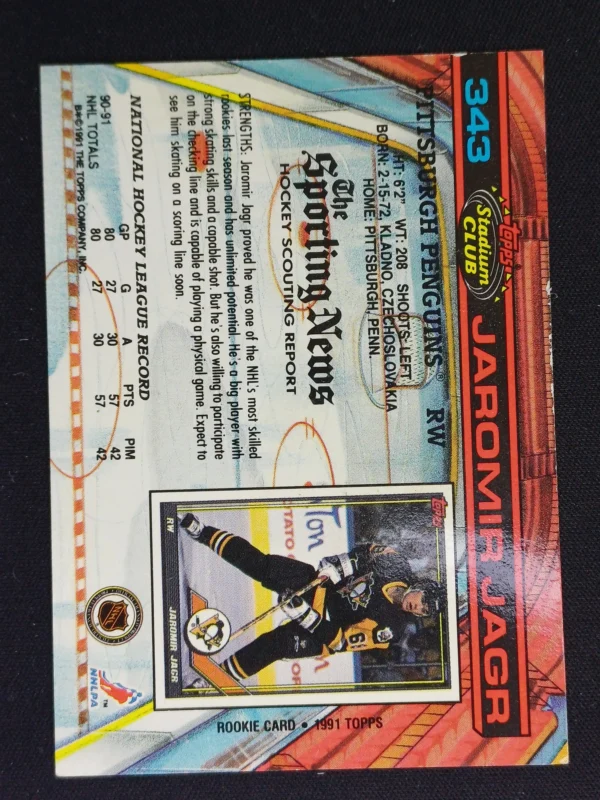 343
Topps
Stadium
CLUB
JAROMIR JAGR
PITTSBURGH PENGUINS® RW
HT: 6'2" WT: 208 SHOOTS: LEFT
BORN: 2-15-72, KLADNO, CZECHOSLOVAKIA
HOME: PITTSBURGH, PENN.
The
Sporting News
HOCKEY SCOUTING REPORT
STRENGTHS: Jaromir Jagr proved he was one of the NHL's most skilled
rookies last season and has unlimited potential. He's a big player with
strong skating skills and a capable shot. But he's also willing to participate
on the checking line and is capable of playing a physical game. Expect to
see him skating on a scoring line soon.
NATIONAL HOCKEY LEAGUE RECORD
GP G A PTS PIM
90-91 80 27 30 57 42
NHL TOTALS 80 27 30 57 42
B*©1991 THE TOPPS COMPANY, INC.
Topps
RW JAROMIR JAGR
ROOKIE CARD • 1991 TOPPS
NHL
NHLPA™